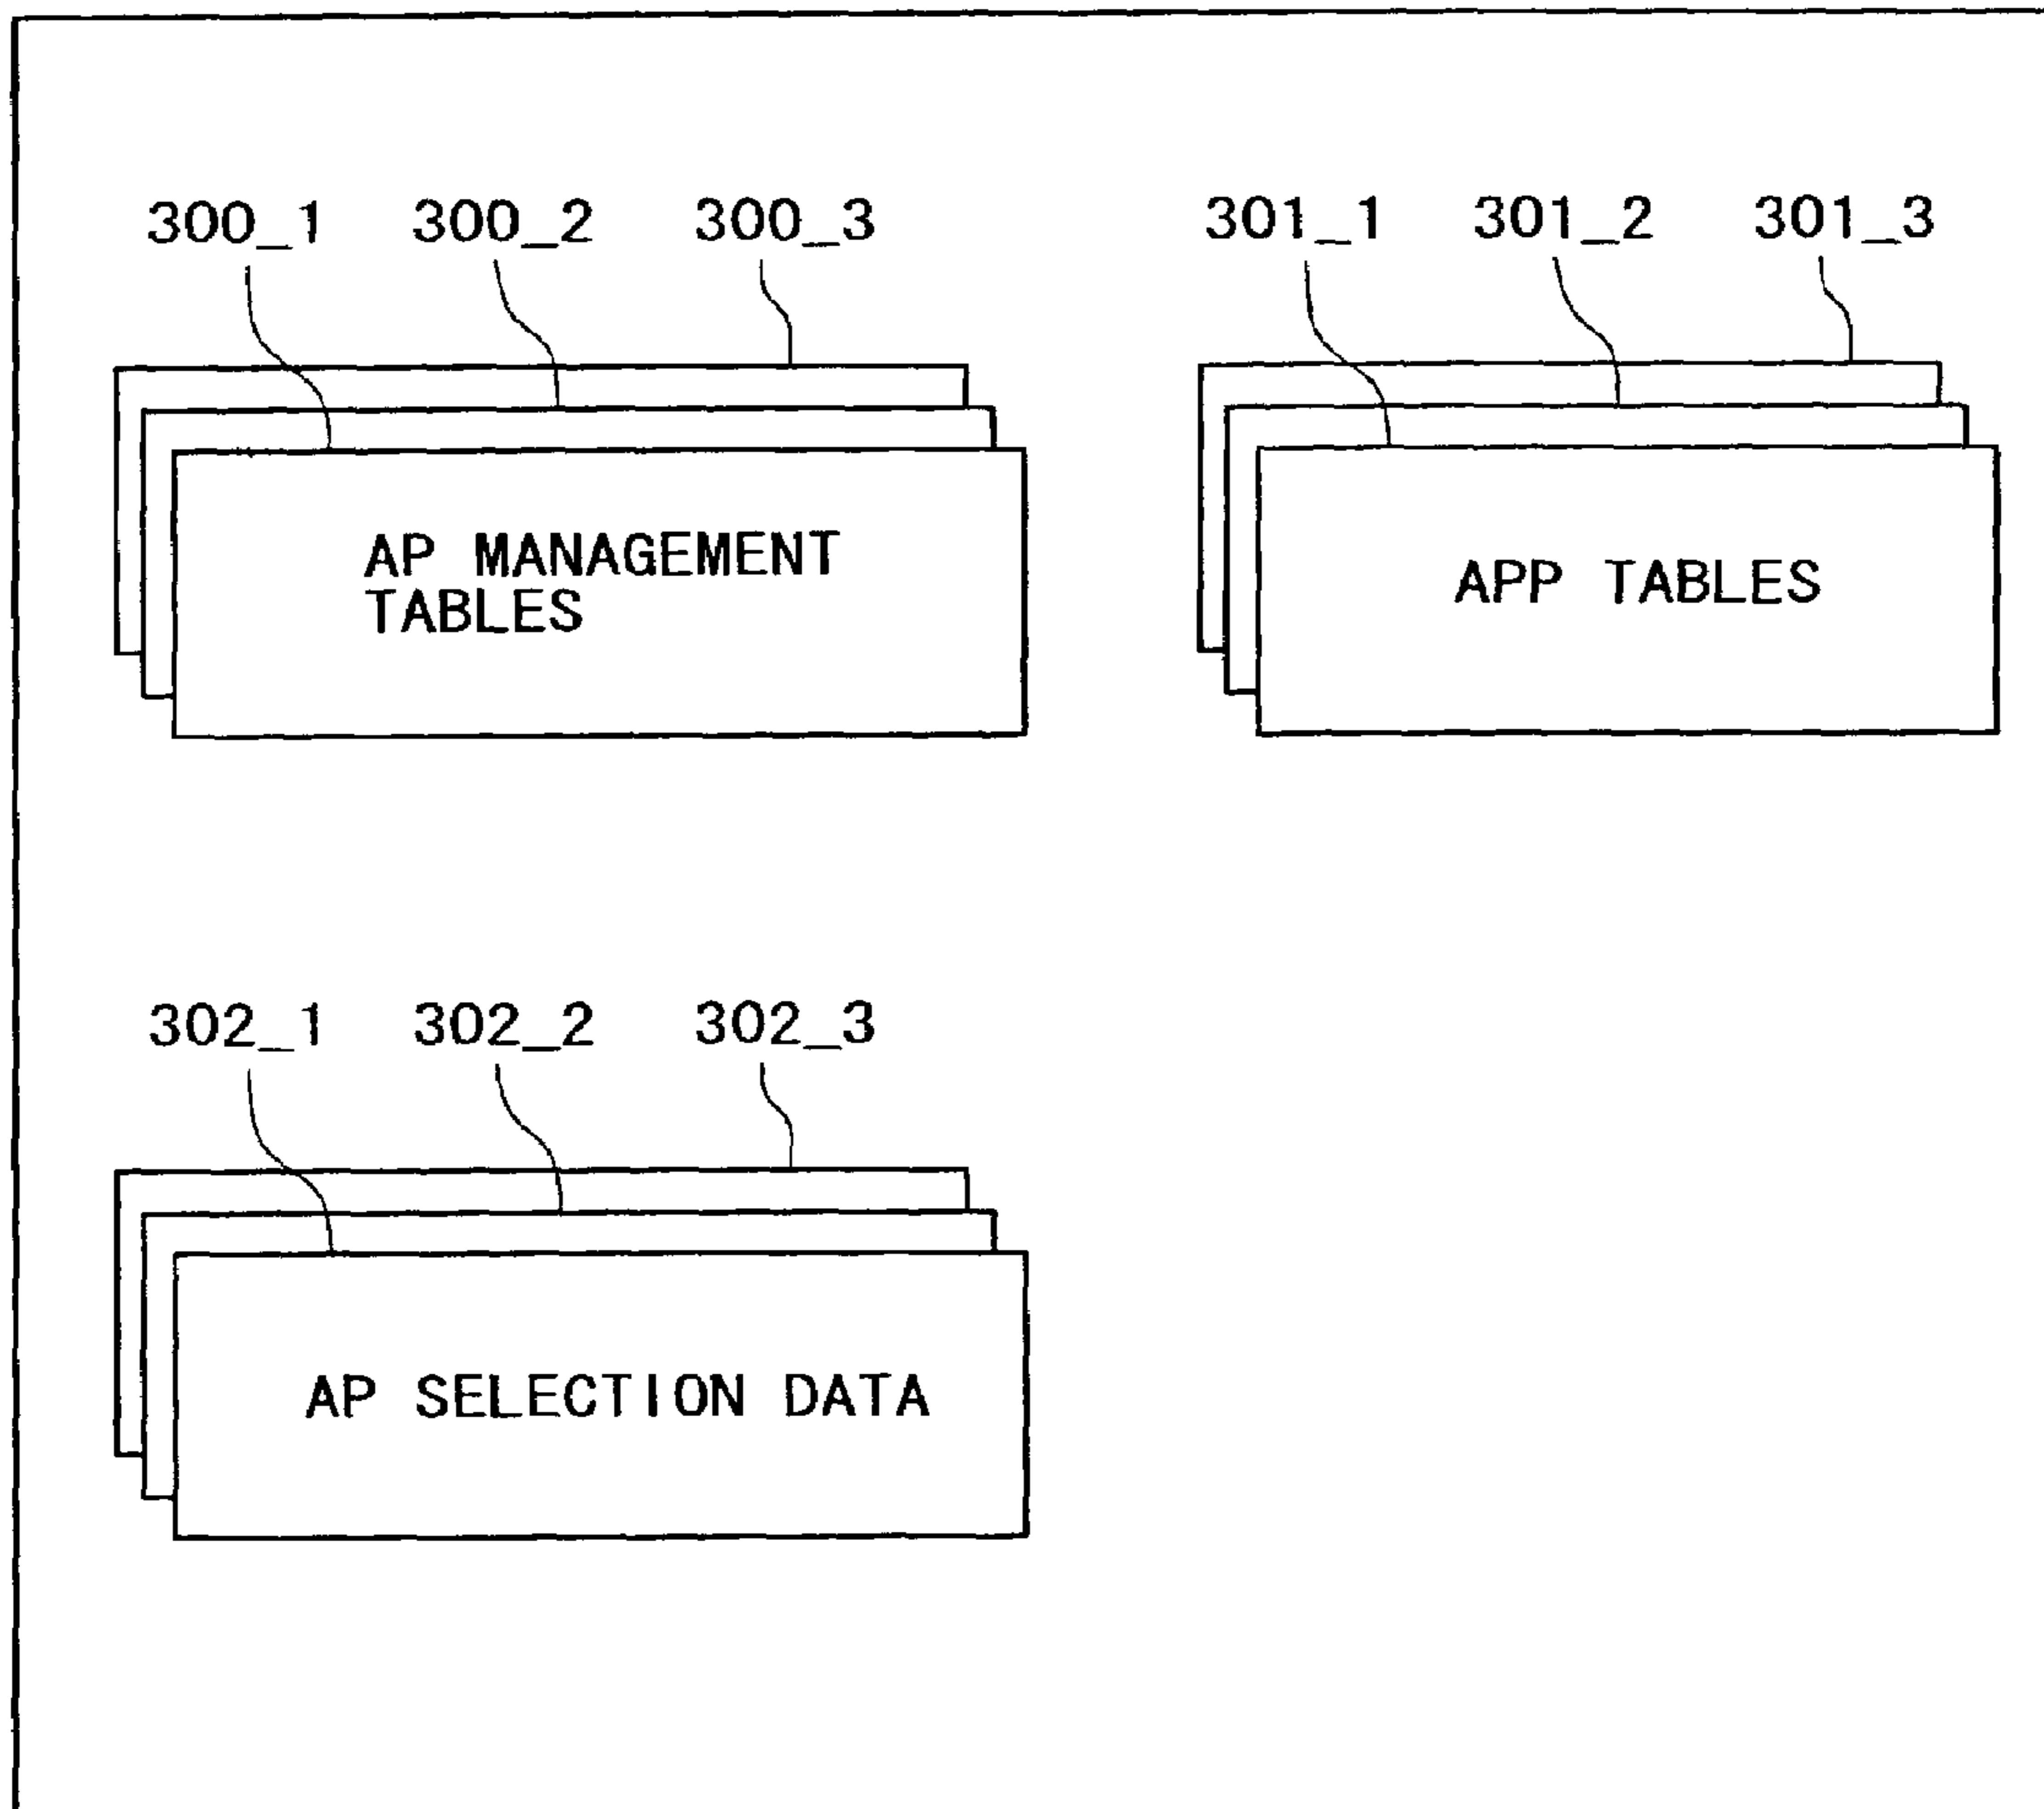 300_1 300_2 300_3 301_1 301_2 301_3
AP MANAGEMENT
TABLES
APP TABLES
302_1 302_2 302_3
AP SELECTION DATA